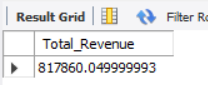 Result Grid Filter Ro
Total_Revenue
817860.049999993